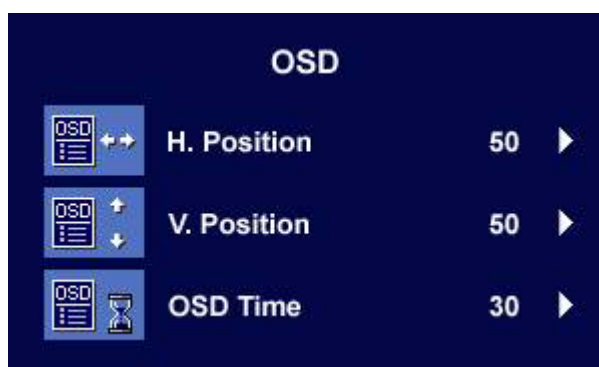 OSD
OSD H. Position 50
OSD V. Position 50
OSD OSD Time 30